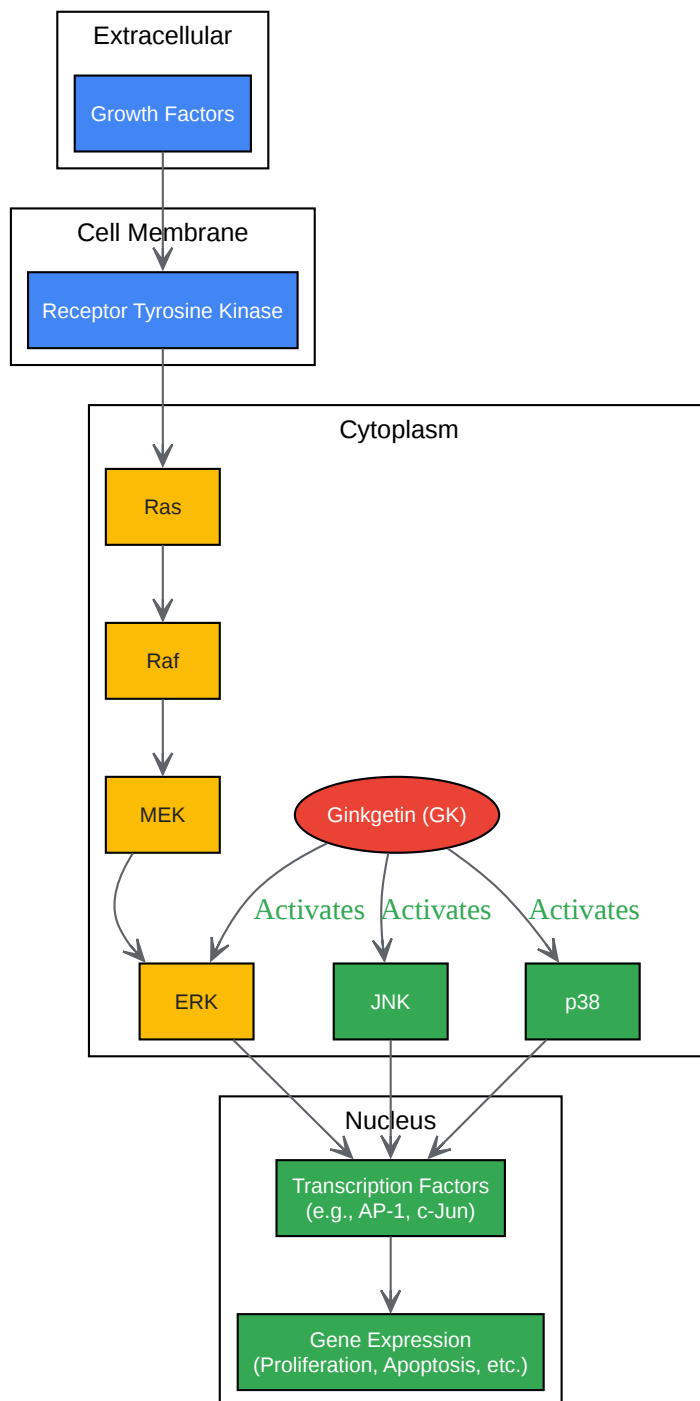 Extracellular
Growth Factors
Cell Membrane
Receptor Tyrosine Kinase
Cytoplasm
Ras
Raf
MEK
Ginkgetin (GK)
Activates
Activates
Activates
ERK
JNK
p38
Nucleus
Transcription Factors
(e.g., AP-1, c-Jun)
Gene Expression
(Proliferation, Apoptosis, etc.)